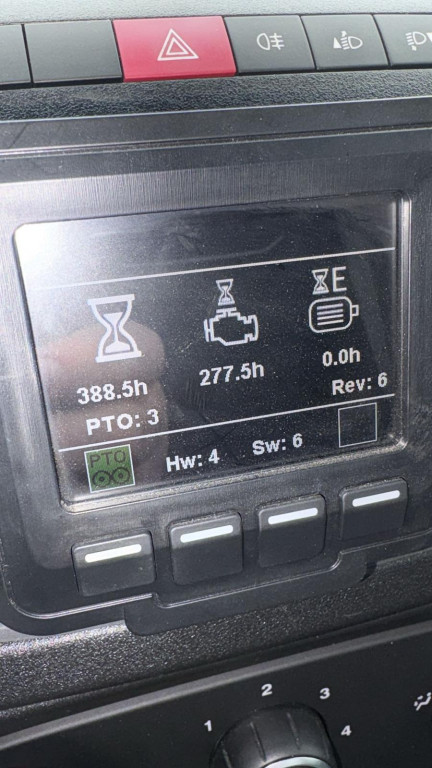 E
388.5h 277.5h 0.0h
PTO: 3 Rev: 6
PTO Hw: 4 Sw: 6
1 2 3 4